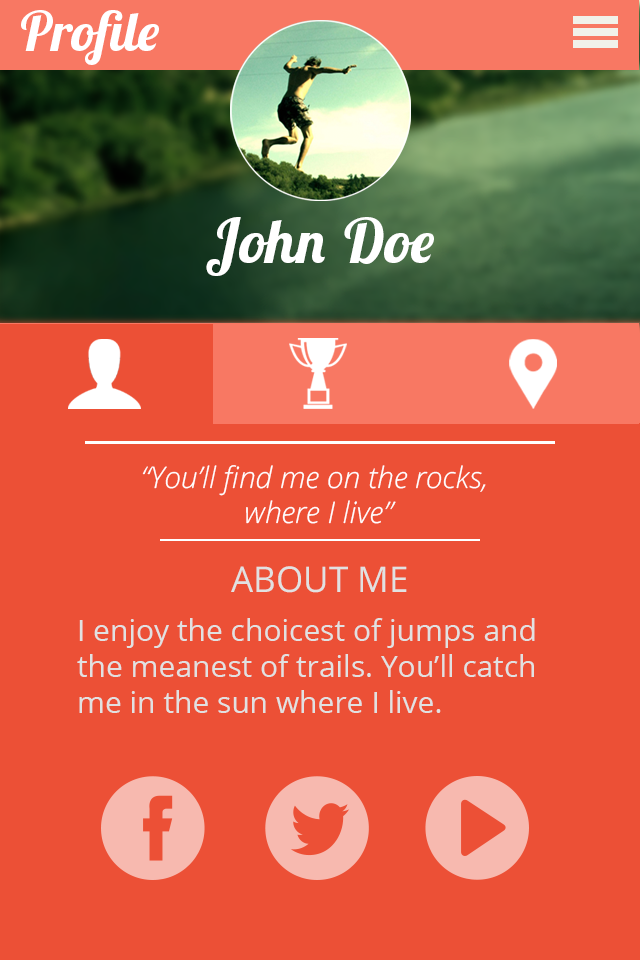 Profile
John Doe
“You’ll find me on the rocks,
where I live”
ABOUT ME
I enjoy the choicest of jumps and
the meanest of trails. You’ll catch
me in the sun where I live.